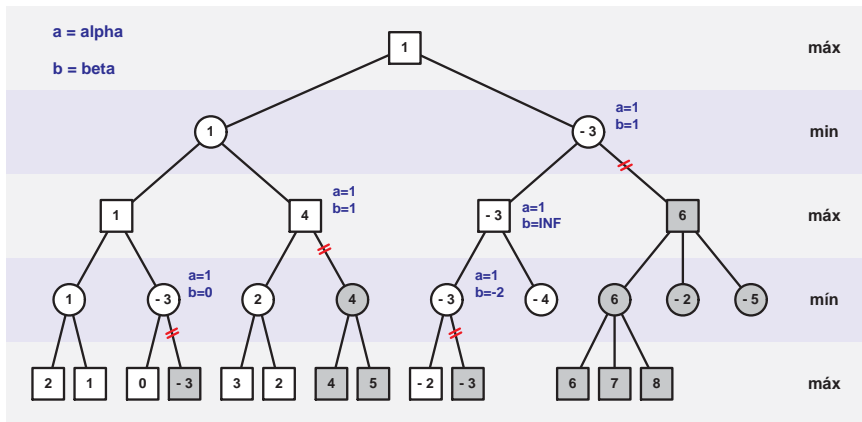 a = alpha
b = beta
1
máx
1
- 3
a=1
b=1
min
1
4
a=1
b=1
- 3
a=1
b=INF
6
máx
1
- 3
a=1
b=0
2
4
- 3
a=1
b=-2
- 4
6
- 2
- 5
mín
2
1
0
- 3
3
2
4
5
- 2
- 3
6
7
8
máx